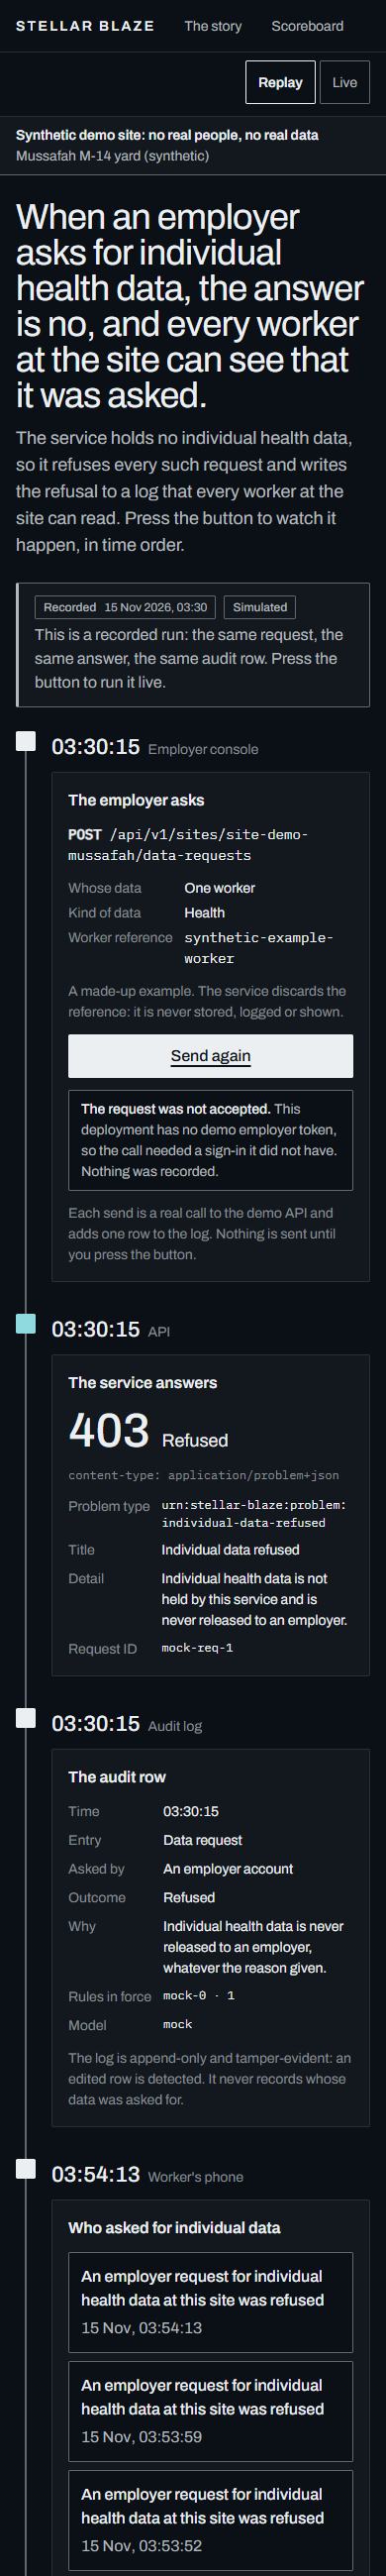 STELLAR BLAZE The story Scoreboard
Replay Live
Synthetic demo site: no real people, no real data
Mussafah M-14 yard (synthetic)
When an employer
asks for individual
health data, the answer
is no, and every worker
at the site can see that
it was asked.
The service holds no individual health data,
so it refuses every such request and writes
the refusal to a log that every worker at the
site can read. Press the button to watch it
happen, in time order.
Recorded 15 Nov 2026, 03:30 Simulated
This is a recorded run: the same request, the
same answer, the same audit row. Press the
button to run it live.
03:30:15 Employer console
The employer asks
POST /api/v1/sites/site-demo-
mussafah/data-requests
Whose data One worker
Kind of data Health
Worker reference synthetic-example-
worker
A made-up example. The service discards the
reference: it is never stored, logged or shown.
Send again
The request was not accepted. This
deployment has no demo employer token,
so the call needed a sign-in it did not have.
Nothing was recorded.
Each send is a real call to the demo API and
adds one row to the log. Nothing is sent until
you press the button.
03:30:15 API
The service answers
403 Refused
content-type: application/problem+json
Problem type urn:stellar-blaze:problem:
individual-data-refused
Title Individual data refused
Detail Individual health data is not
held by this service and is
never released to an employer.
Request ID mock-req-1
03:30:15 Audit log
The audit row
Time 03:30:15
Entry Data request
Asked by An employer account
Outcome Refused
Why Individual health data is never
released to an employer,
whatever the reason given.
Rules in force mock-0 · 1
Model mock
The log is append-only and tamper-evident: an
edited row is detected. It never records whose
data was asked for.
03:54:13 Worker's phone
Who asked for individual data
An employer request for individual
health data at this site was refused
15 Nov, 03:54:13
An employer request for individual
health data at this site was refused
15 Nov, 03:53:59
An employer request for individual
health data at this site was refused
15 Nov, 03:53:52